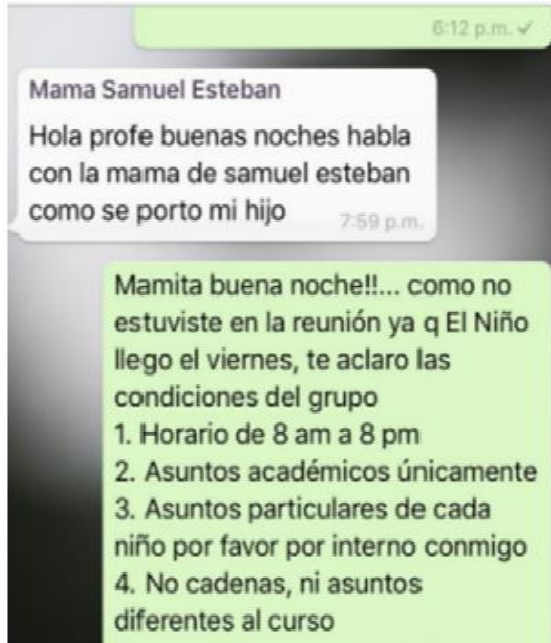 6:12 p.m.
Mama Samuel Esteban
Hola profe buenas noches habla
con la mama de samuel esteban
como se porto mi hijo
7:59 p.m.
Mamita buena noche!!... como no
estuviste en la reunión ya q El Niño
llego el viernes, te aclaro las
condiciones del grupo
1. Horario de 8 am a 8 pm
2. Asuntos académicos únicamente
3. Asuntos particulares de cada
niño por favor por interno conmigo
4. No cadenas, ni asuntos
diferentes al curso